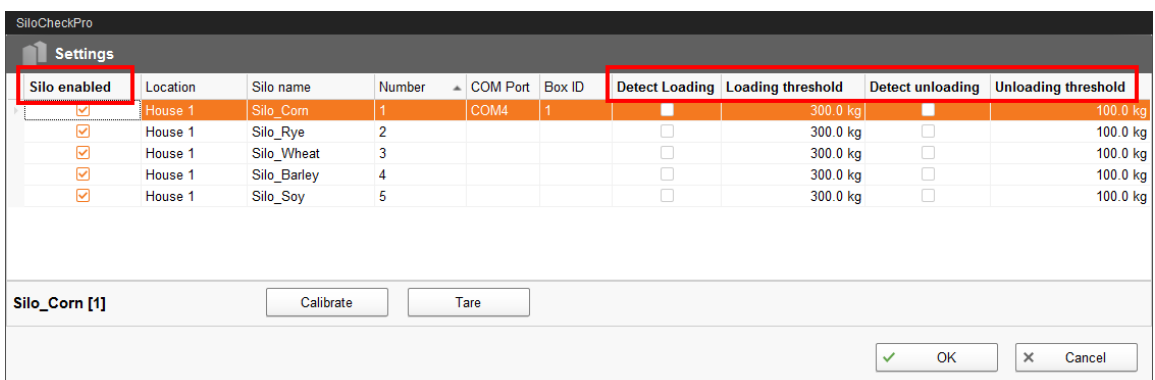 SiloCheckPro
Settings
Silo enabled Location Silo name Number COM Port Box ID Detect Loading Loading threshold Detect unloading Unloading threshold
House 1 Silo_Corn 1 COM4 1 300.0 kg 100.0 kg
House 1 Silo_Rye 2 300.0 kg 100.0 kg
House 1 Silo_Wheat 3 300.0 kg 100.0 kg
House 1 Silo_Barley 4 300.0 kg 100.0 kg
House 1 Silo_Soy 5 300.0 kg 100.0 kg
Silo_Corn [1] Calibrate Tare
OK Cancel